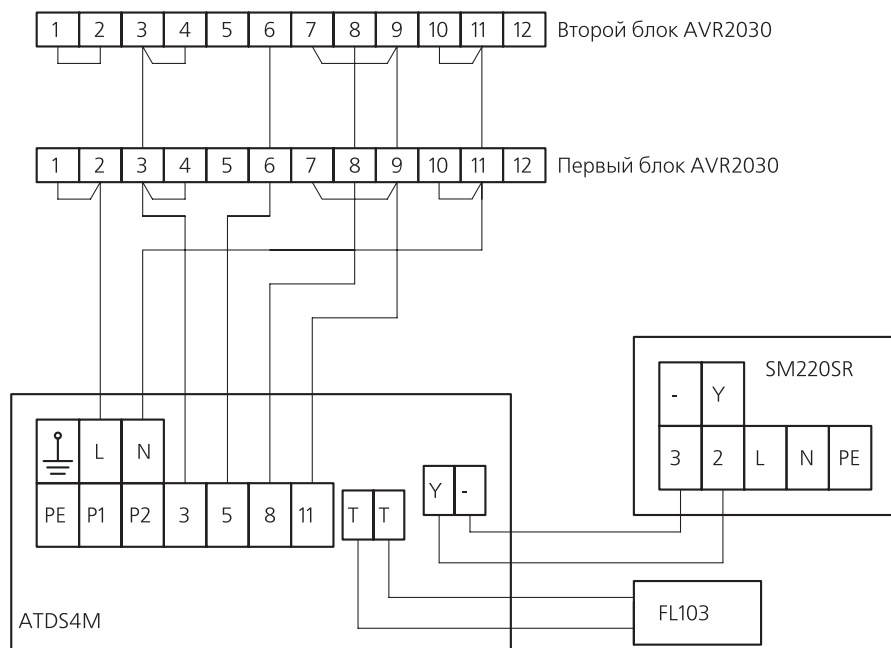 1 2 3 4 5 6 7 8 9 10 11 12 Второй блок AVR2030
1 2 3 4 5 6 7 8 9 10 11 12 Первый блок AVR2030
SM220SR
- Y
3 2 L N PE
L N
Y -
PE P1 P2 3 5 8 11
T T
ATDS4M
FL103